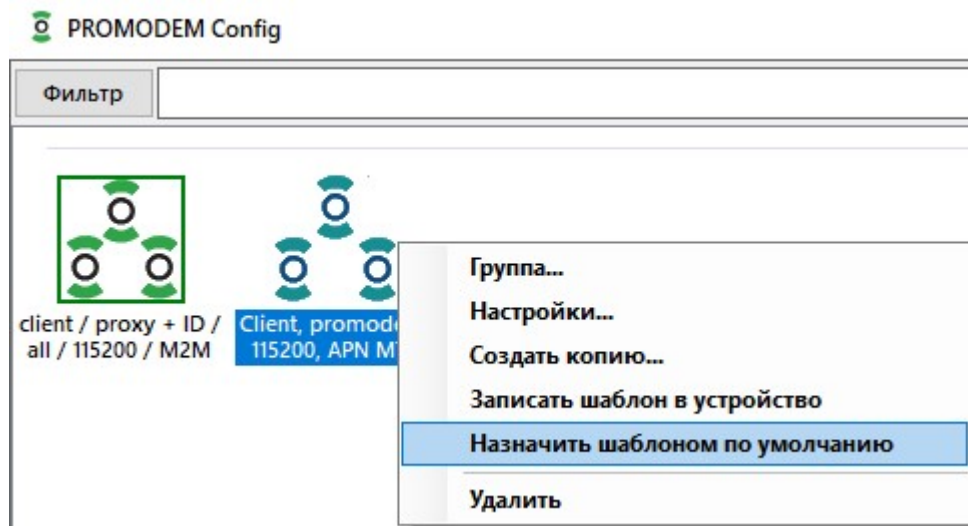 PROMODEM Config
Фильтр
client / proxy + ID /
all / 115200 / M2M
Client, promod
115200, APN M
Группа...
Настройки...
Создать копию...
Записать шаблон в устройство
Назначить шаблоном по умолчанию
Удалить